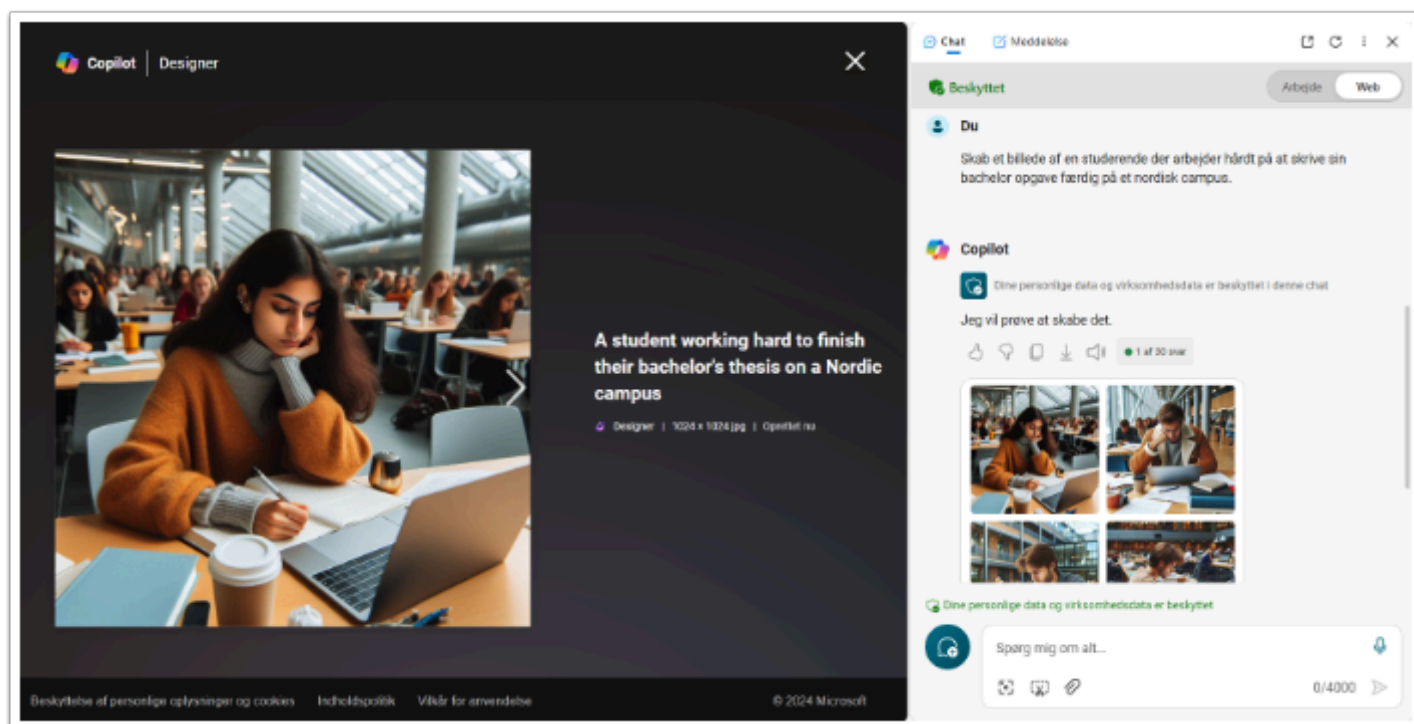 Copilot | Designer
A student working hard to finish
their bachelor's thesis on a Nordic
campus
Designer | 1024 x 1024 jpg | Oprettet nu
Beskyttelse af personlige oplysninger og cookies Indholdspolitik Vilkår for anvendelse © 2024 Microsoft
Chat Meddelelse
Beskyttet Arbejde Web
Du
Skab et billede af en studerende der arbejder hårdt på at skrive sin
bachelor opgave færdig på et nordisk campus.
Copilot
Dine personlige data og virksomhedsdata er beskyttet i denne chat
Jeg vil prøve at skabe det.
1 af 30 svar
Dine personlige data og virksomhedsdata er beskyttet
Spørg mig om alt...
0/4000